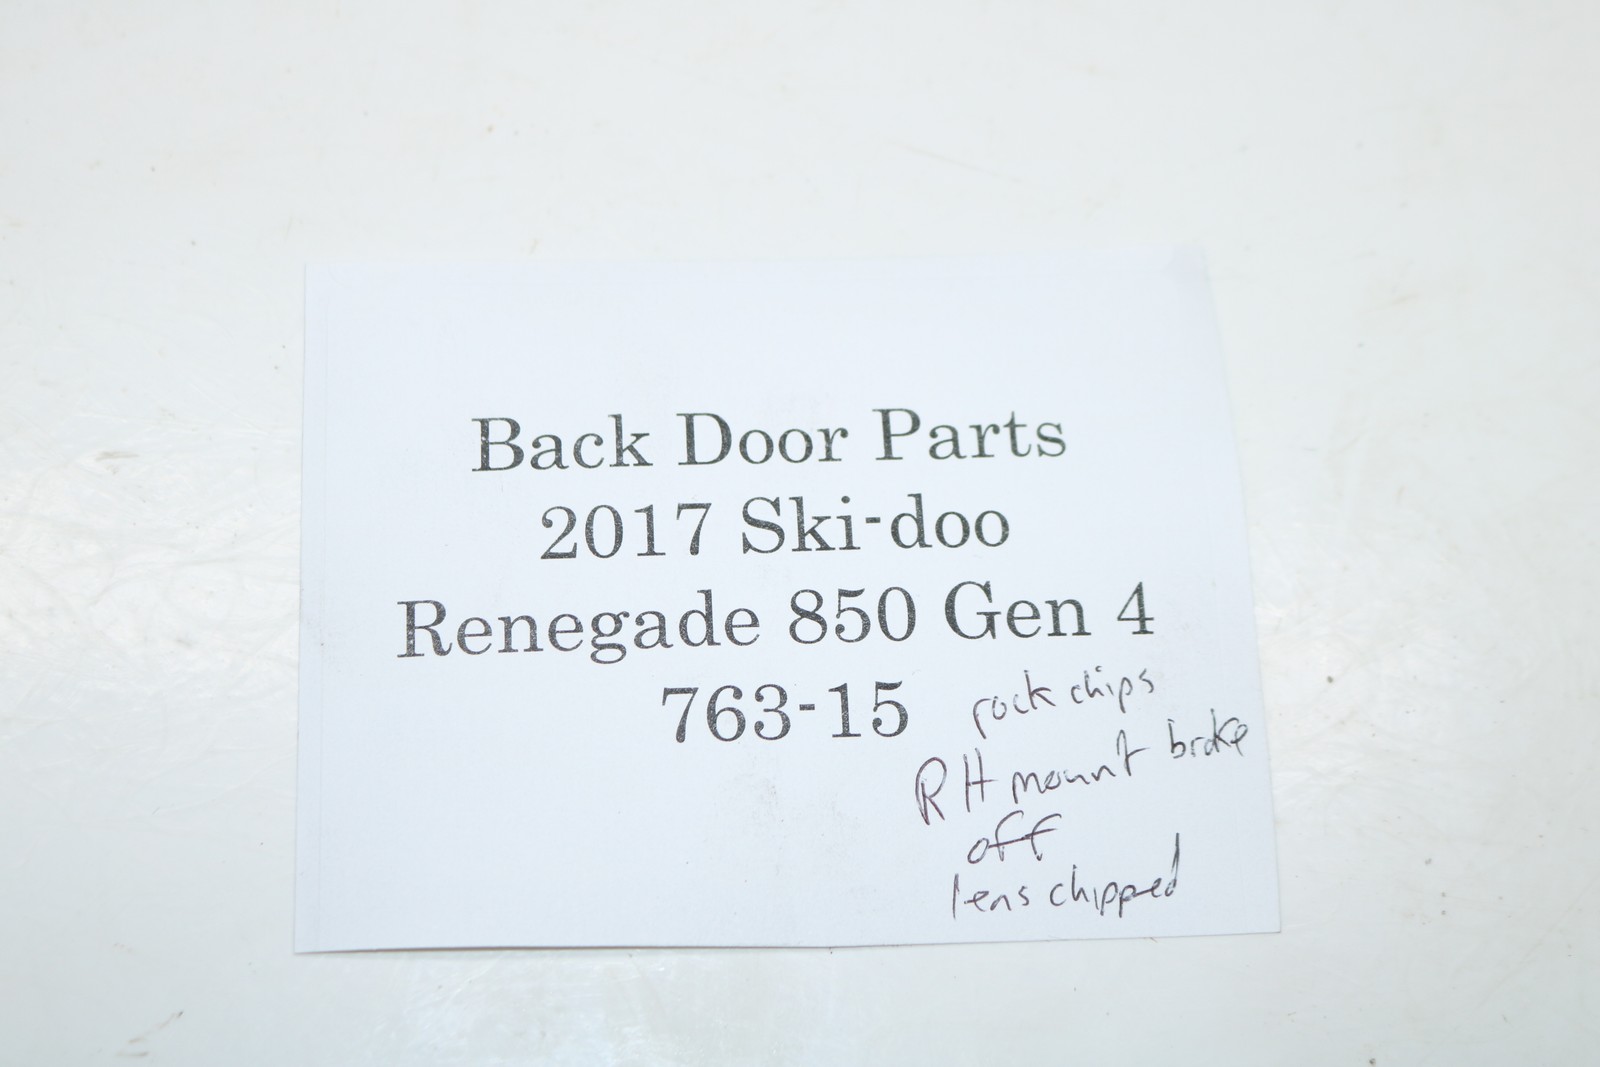 Back Door Parts
2017 Ski-doo
Renegade 850 Gen 4
763-15
rock chips
RH mount broke
off
lens chipped